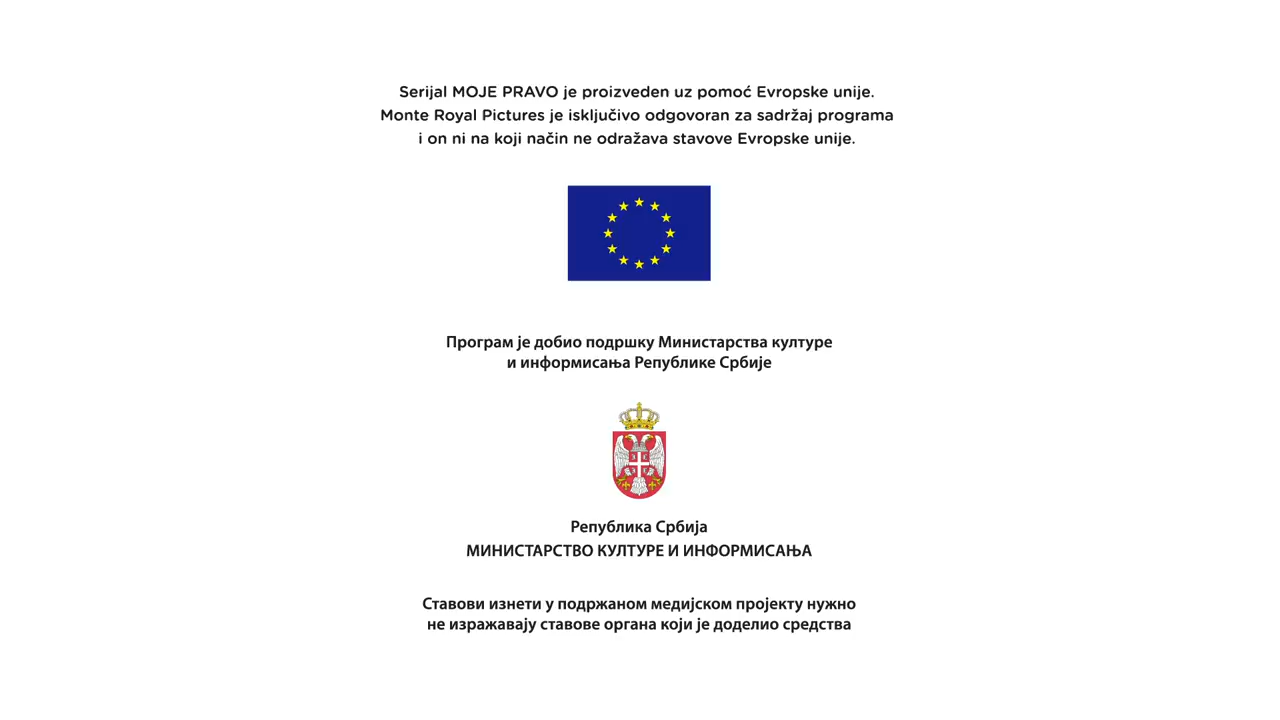 Serijal MOJE PRAVO je proizveden uz pomoć Evropske unije.
Monte Royal Pictures je isključivo odgovoran za sadržaj programa
i on ni na koji način ne odražava stavove Evropske unije.
Програм је добио подршку Министарства културе
и информисања Републике Србије
Република Србија
МИНИСТАРСТВО КУЛТУРЕ И ИНФОРМИСАЊА
Ставови изнети у подржаном медијском пројекту нужно
не изражавају ставове органа који је доделио средства